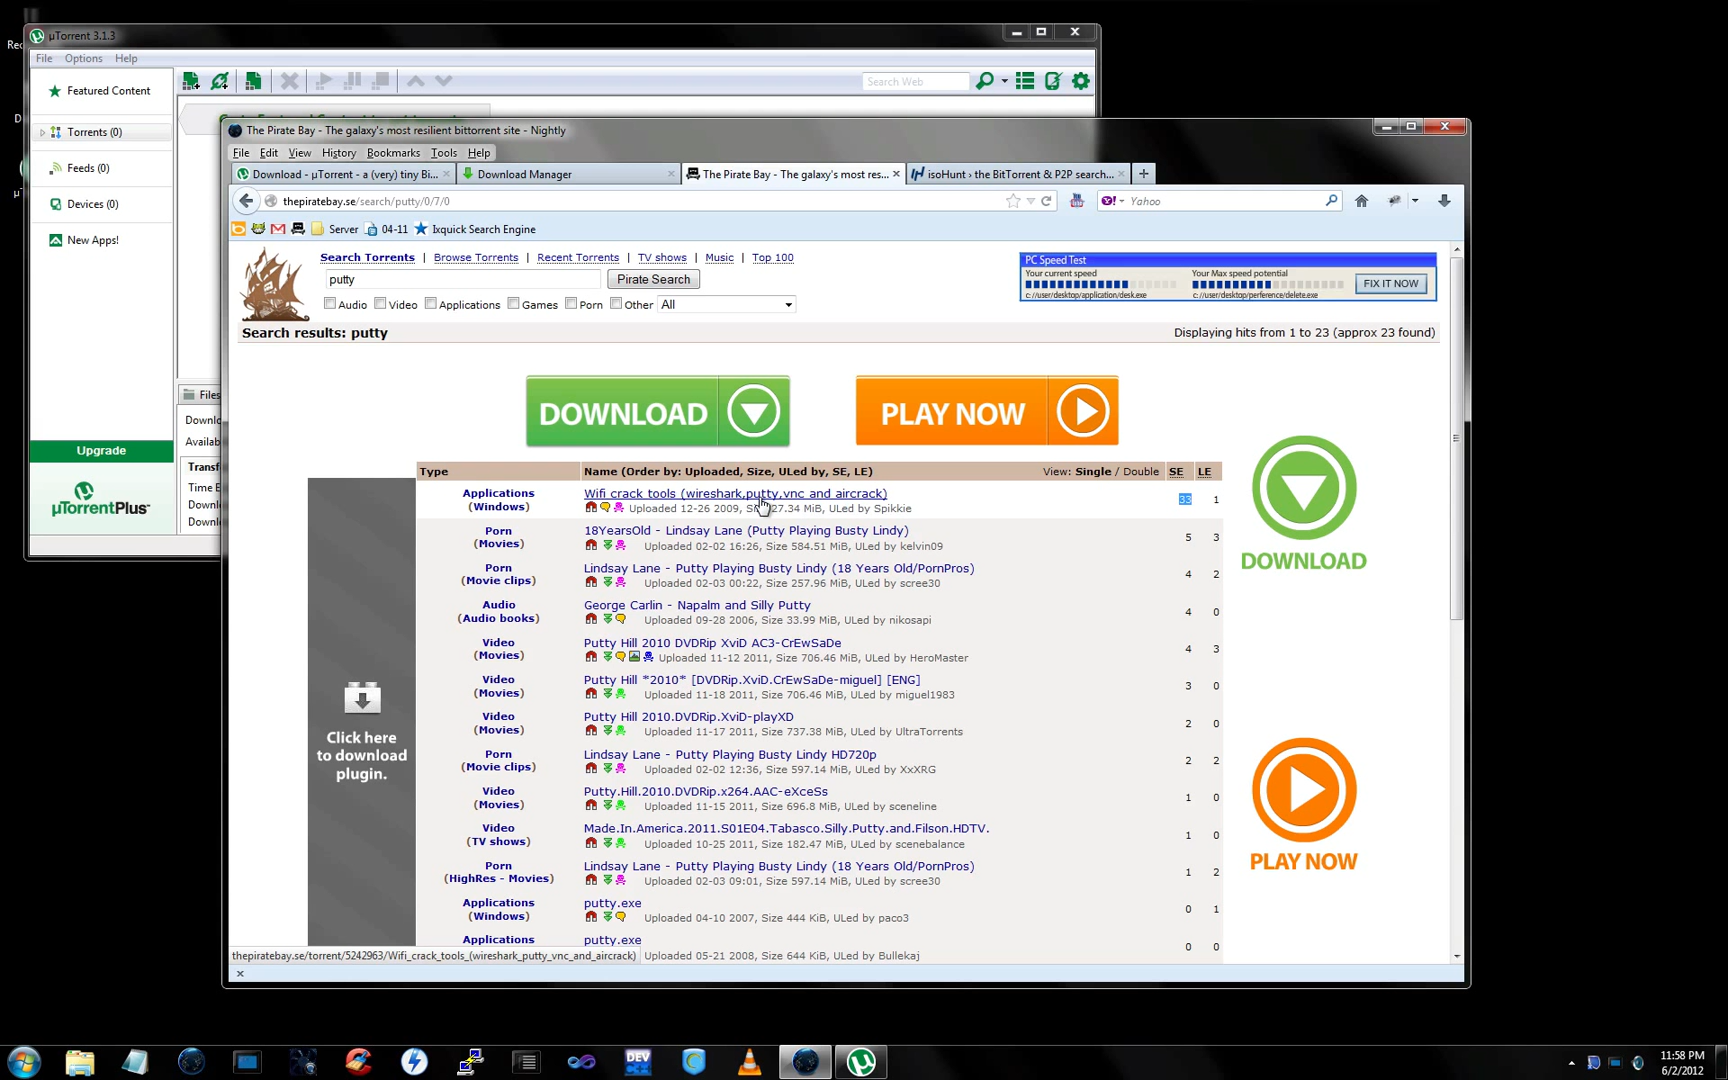 Rec
µTorrent 3.1.3
File Options Help
Search Web
Featured Content
Torrents (0)
Feeds (0)
Devices (0)
New Apps!
Files
Downlo
Availab
Transf
Time E
Downlo
Downlo
Upgrade
µTorrentPlus™
The Pirate Bay - The galaxy's most resilient bittorrent site - Nightly
File Edit View History Bookmarks Tools Help
Download - µTorrent - a (very) tiny Bi...
Download Manager
The Pirate Bay - The galaxy's most res...
isoHunt › the BitTorrent & P2P search...
thepiratebay.se/search/putty/0/7/0
Yahoo
Server 04-11 Ixquick Search Engine
Search Torrents | Browse Torrents | Recent Torrents | TV shows | Music | Top 100
putty Pirate Search
Audio Video Applications Games Porn Other All
PC Speed Test
Your current speed Your Max speed potential
c://user/desktop/application/desk.exe c://user/desktop/perference/delete.exe
FIX IT NOW
Search results: putty
Displaying hits from 1 to 23 (approx 23 found)
DOWNLOAD PLAY NOW
Type Name (Order by: Uploaded, Size, ULed by, SE, LE) View: Single / Double SE LE
Applications (Windows)
Wifi crack tools (wireshark,putty,vnc and aircrack) 33 1
Uploaded 12-26 2009, 27.34 MiB, ULed by Spikkie
Porn (Movies)
18YearsOld - Lindsay Lane (Putty Playing Busty Lindy) 5 3
Uploaded 02-02 16:26, Size 584.51 MiB, ULed by kelvin09
Porn (Movie clips)
Lindsay Lane - Putty Playing Busty Lindy (18 Years Old/PornPros) 4 2
Uploaded 02-03 00:22, Size 257.96 MiB, ULed by scree30
Audio (Audio books)
George Carlin - Napalm and Silly Putty 4 0
Uploaded 09-28 2006, Size 33.99 MiB, ULed by nikosapi
Video (Movies)
Putty Hill 2010 DVDRip XviD AC3-CrEwSaDe 4 3
Uploaded 11-12 2011, Size 706.46 MiB, ULed by HeroMaster
Video (Movies)
Putty Hill *2010* [DVDRip.XviD.CrEwSaDe-miguel] [ENG] 3 0
Uploaded 11-18 2011, Size 706.46 MiB, ULed by miguel1983
Video (Movies)
Putty Hill 2010.DVDRip.XviD-playXD 2 0
Uploaded 11-17 2011, Size 737.38 MiB, ULed by UltraTorrents
Porn (Movie clips)
Lindsay Lane - Putty Playing Busty Lindy HD720p 2 2
Uploaded 02-02 12:36, Size 597.14 MiB, ULed by XxXRG
Video (Movies)
Putty.Hill.2010.DVDRip.x264.AAC-eXceSs 1 0
Uploaded 11-15 2011, Size 696.8 MiB, ULed by sceneline
Video (TV shows)
Made.In.America.2011.S01E04.Tabasco.Silly.Putty.and.Filson.HDTV. 1 0
Uploaded 10-25 2011, Size 182.47 MiB, ULed by scenebalance
Porn (HighRes - Movies)
Lindsay Lane - Putty Playing Busty Lindy (18 Years Old/PornPros) 1 2
Uploaded 02-03 09:01, Size 597.14 MiB, ULed by scree30
Applications (Windows)
putty.exe 0 1
Uploaded 04-10 2007, Size 444 KiB, ULed by paco3
Applications
putty.exe 0 0
Uploaded 05-21 2008, Size 644 KiB, ULed by Bullekaj
Click here
to download
plugin.
DOWNLOAD
PLAY NOW
thepiratebay.se/torrent/5242963/Wifi_crack_tools_(wireshark_putty_vnc_and_aircrack)
DEV
C++
11:58 PM
6/2/2012